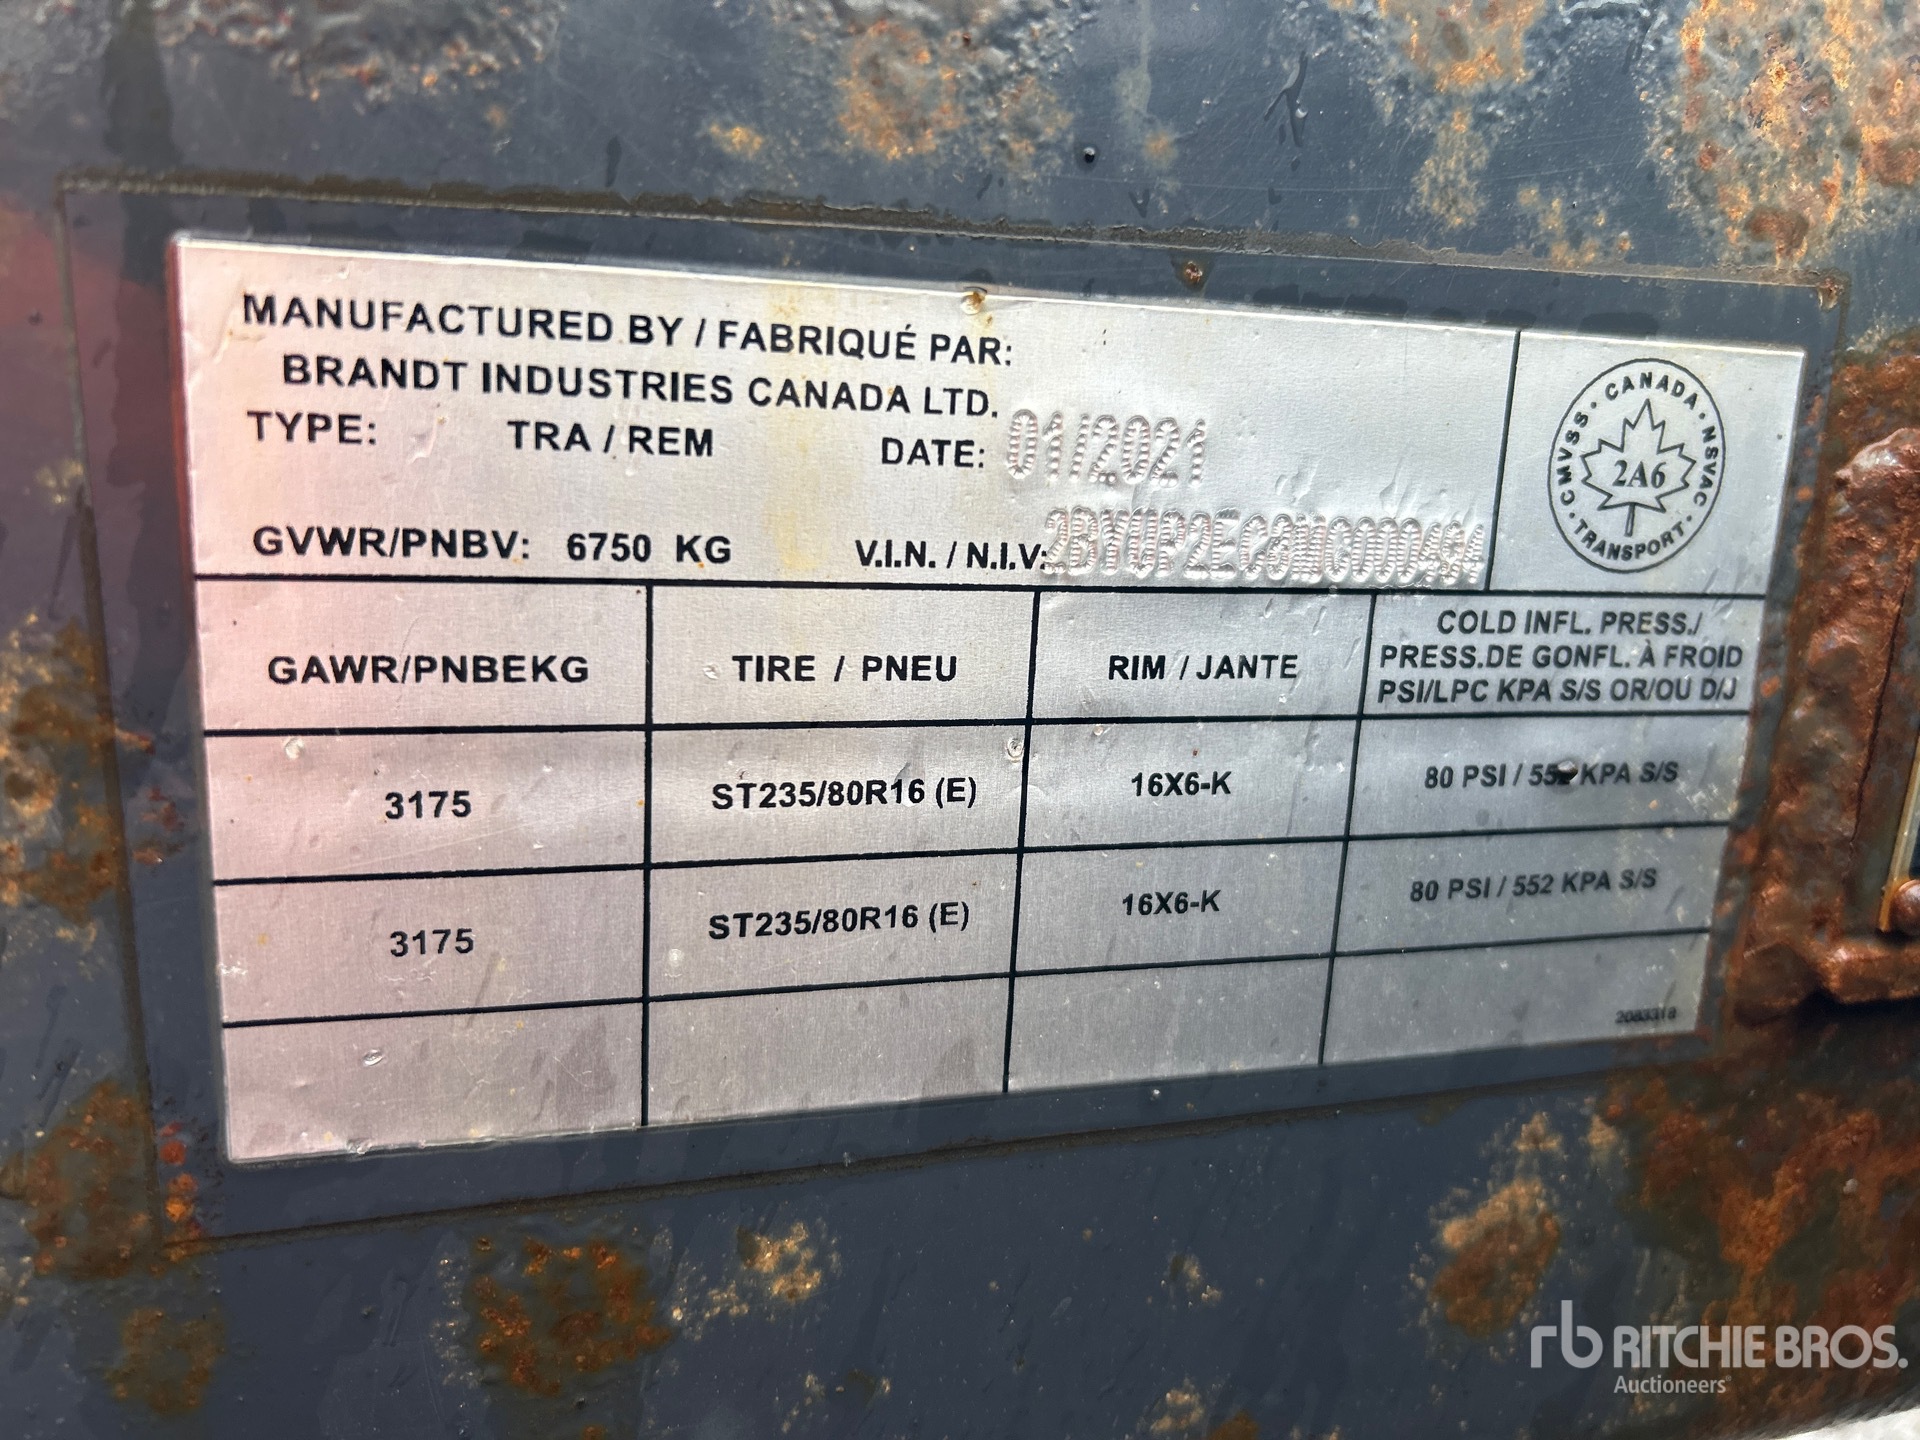 MANUFACTURED BY / FABRIQUÉ PAR:
BRANDT INDUSTRIES CANADA LTD.
TYPE: TRA / REM DATE: 01/2021
GVWR/PNBV: 6750 KG V.I.N. / N.I.V:
CMVSS · CANADA · NSVAC · TRANSPORT ·
2A6
GAWR/PNBEKG TIRE / PNEU RIM / JANTE COLD INFL. PRESS./
PRESS.DE GONFL. À FROID
PSI/LPC KPA S/S OR/OU D/J
3175 ST235/80R16 (E) 16X6-K 80 PSI / 552 KPA S/S
3175 ST235/80R16 (E) 16X6-K 80 PSI / 552 KPA S/S
2083318
rb RITCHIE BROS.
Auctioneers